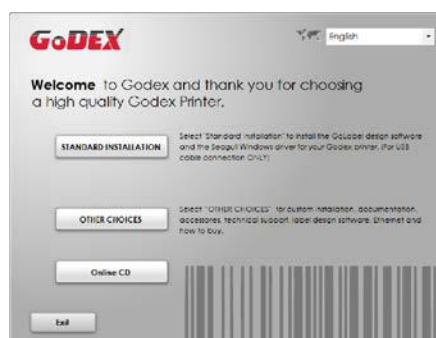 GoDEX
English
Welcome to Godex and thank you for choosing
a high quality Godex Printer.
STANDARD INSTALLATION
Select "Standard Installation" to install the GoLabel design software
and the Seagull Windows driver for your Godex printer. (For USB
cable connection ONLY)
OTHER CHOICES
Select "OTHER CHOICES" for custom installation, documentation,
accessories, technical support, label design software, Ethernet and
how to buy.
Online CD
Exit